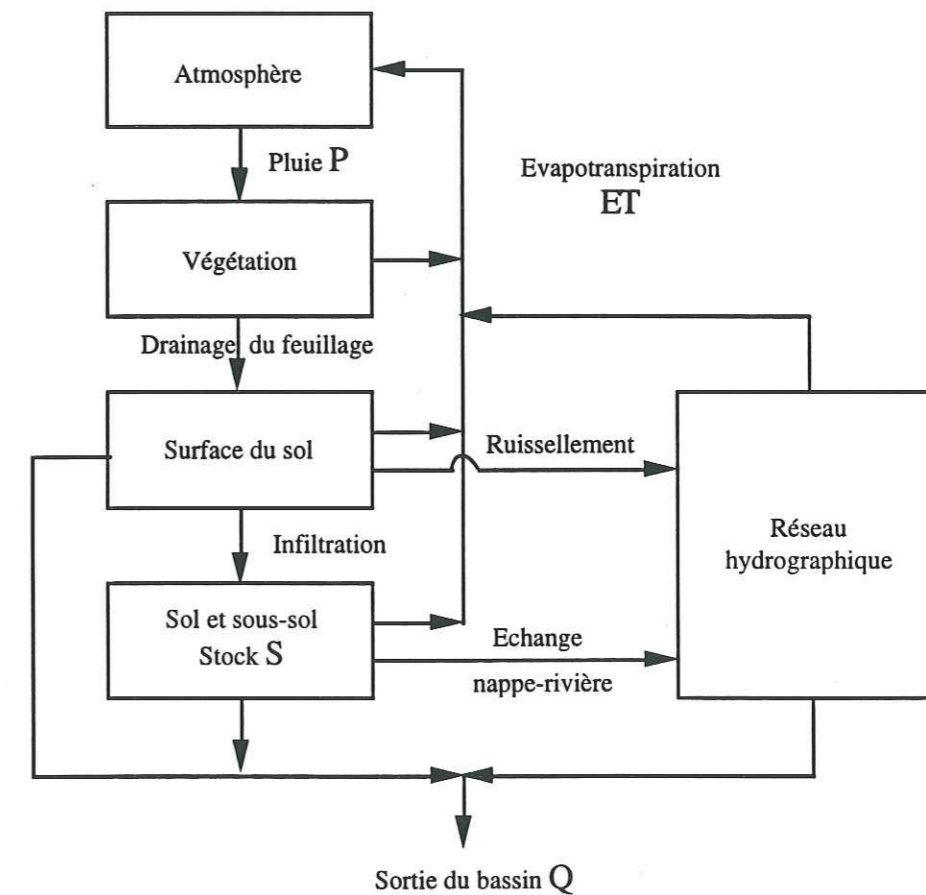 Atmosphère
Pluie P
Evapotranspiration
ET
Végétation
Drainage du feuillage
Surface du sol
Ruissellement
Réseau
hydrographique
Infiltration
Sol et sous-sol
Stock S
Echange
nappe-rivière
Sortie du bassin Q